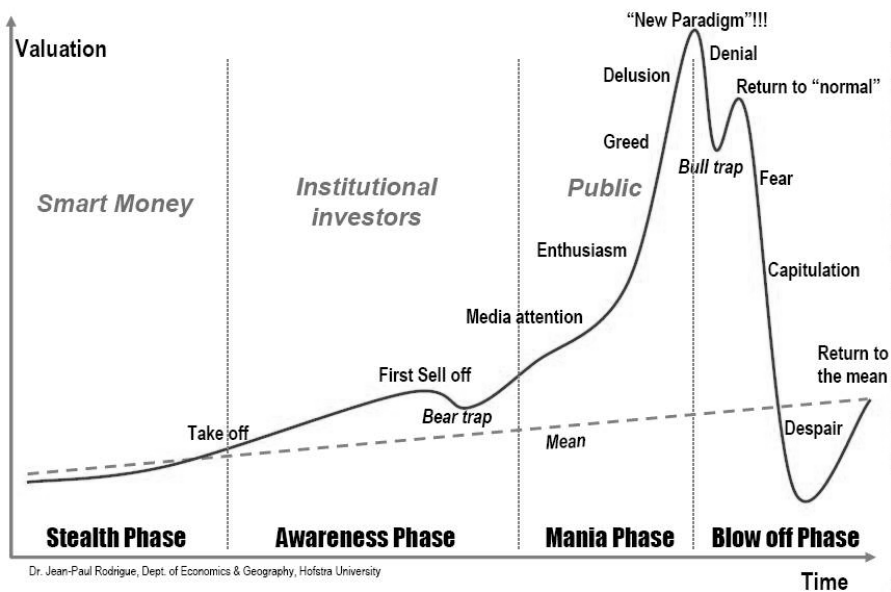 Valuation
"New Paradigm"!!!
Denial
Delusion
Return to "normal"
Greed
Bull trap
Fear
Smart Money
Institutional
investors
Public
Enthusiasm
Capitulation
Media attention
First Sell off
Bear trap
Return to
the mean
Take off
Mean
Despair
Stealth Phase
Awareness Phase
Mania Phase
Blow off Phase
Dr. Jean-Paul Rodrigue, Dept. of Economics & Geography, Hofstra University
Time